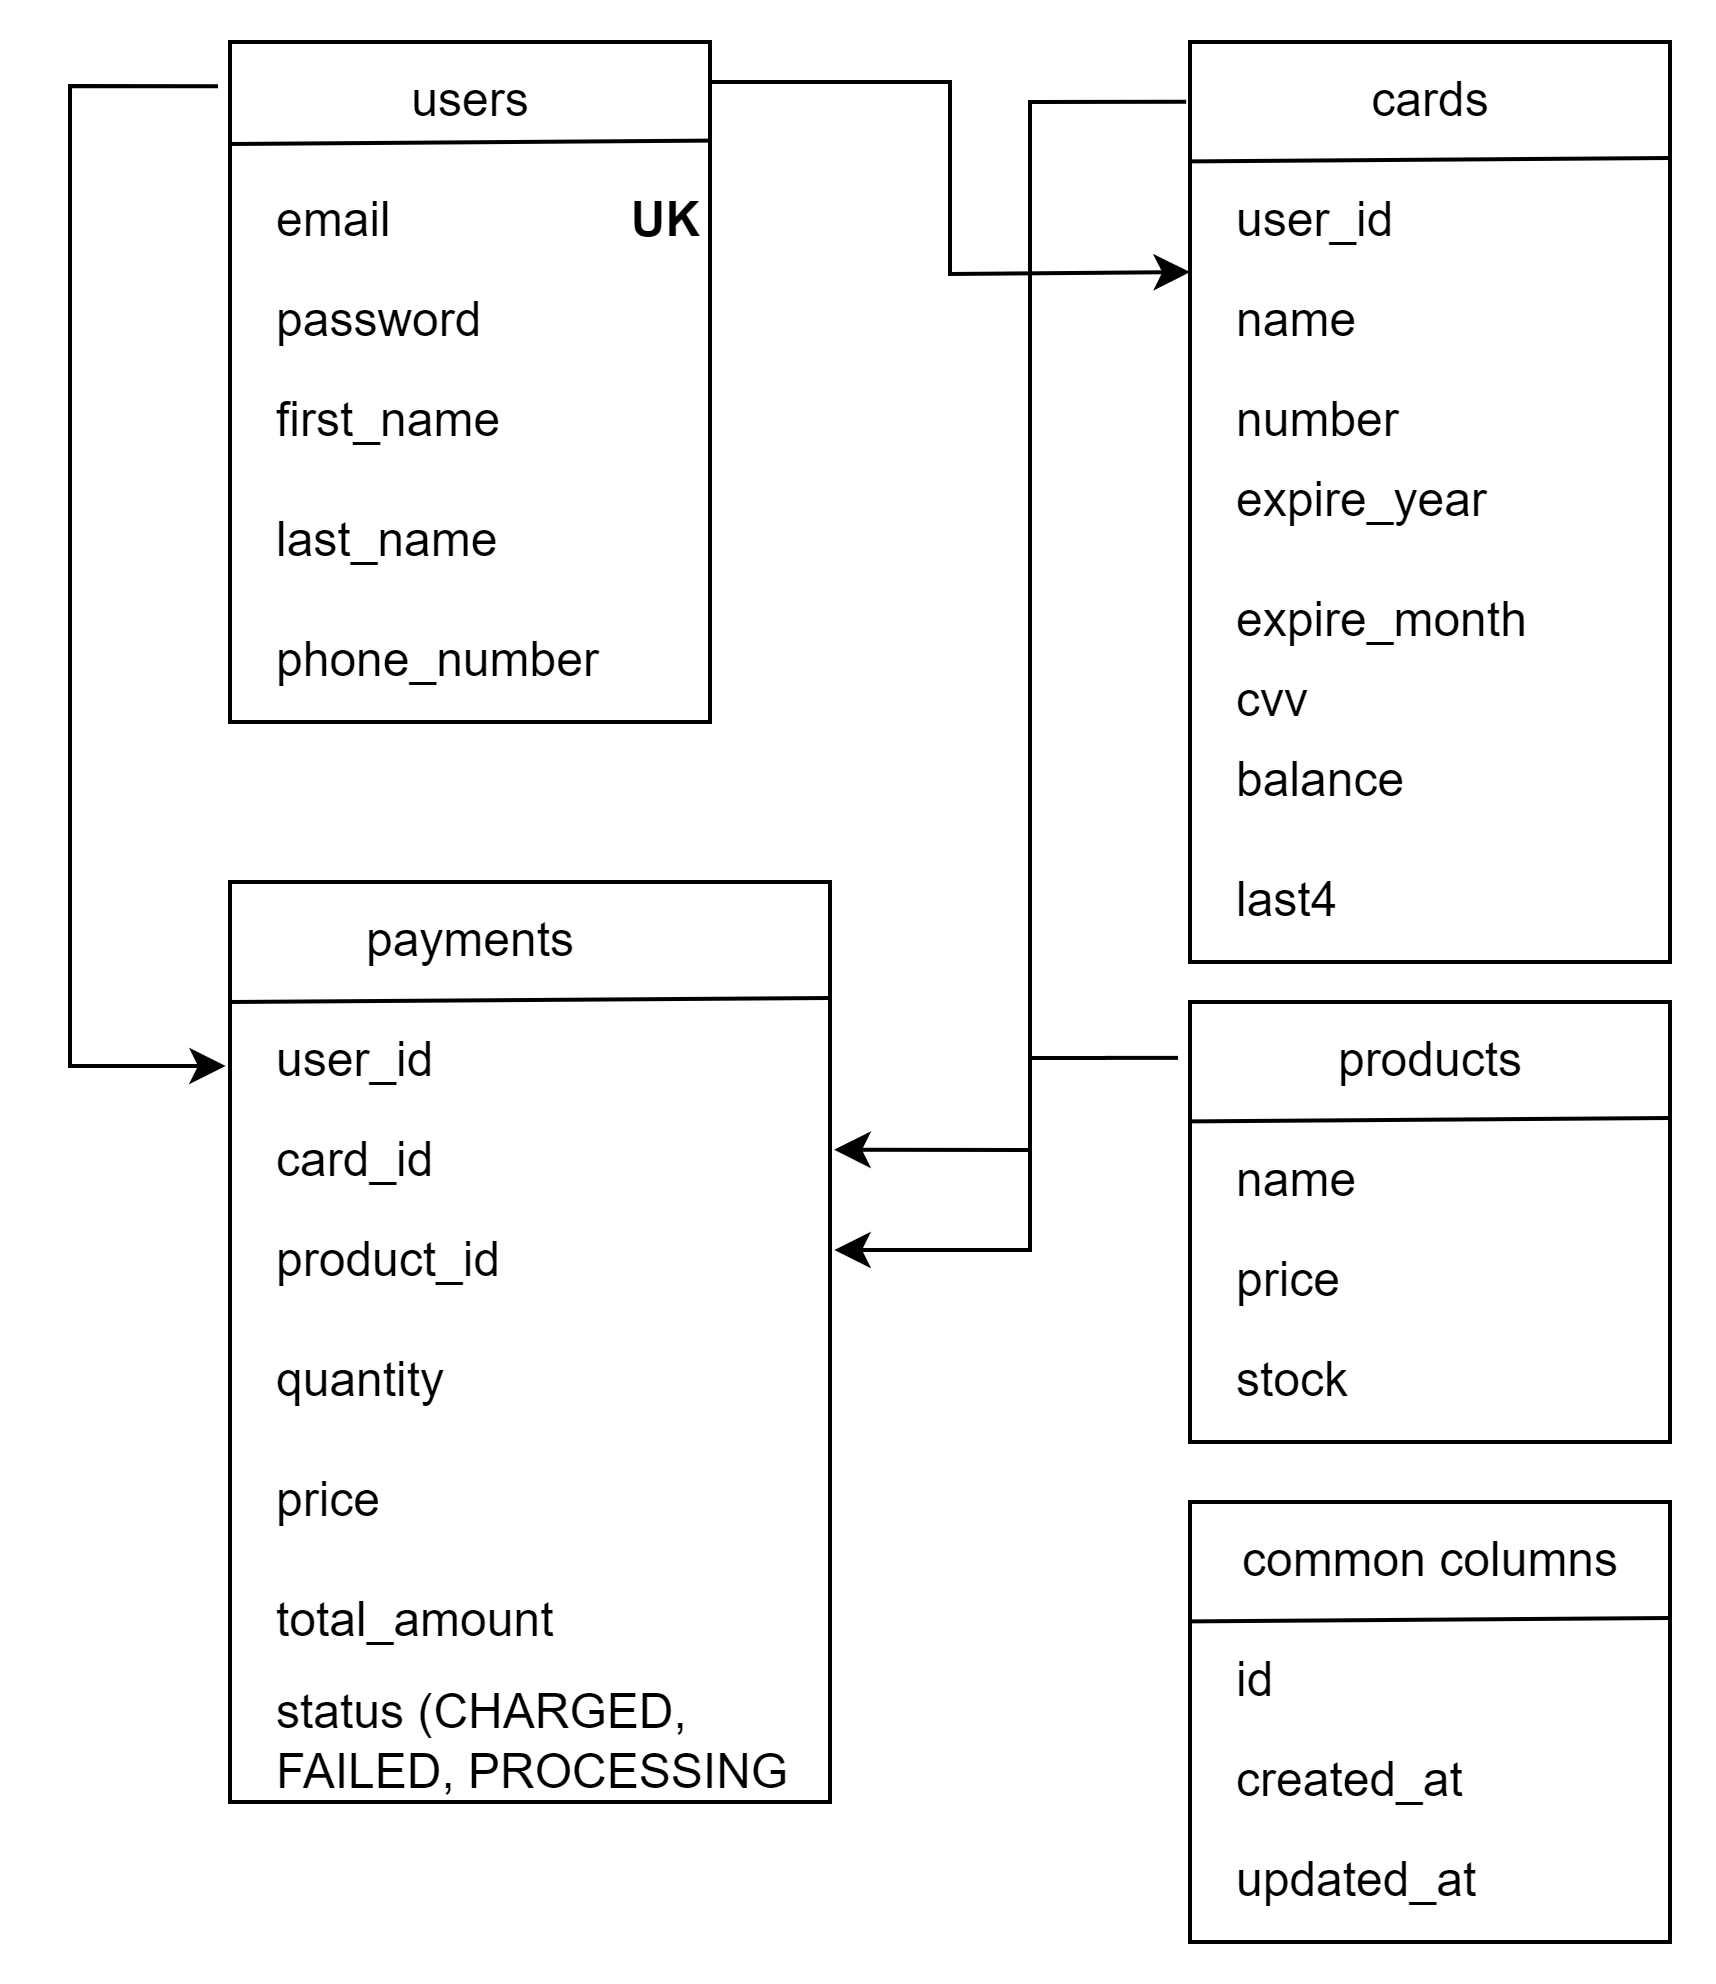 users
email UK
password
first_name
last_name
phone_number
cards
user_id
name
number
expire_year
expire_month
cvv
balance
last4
payments
user_id
card_id
product_id
quantity
price
total_amount
status (CHARGED,
FAILED, PROCESSING
products
name
price
stock
common columns
id
created_at
updated_at